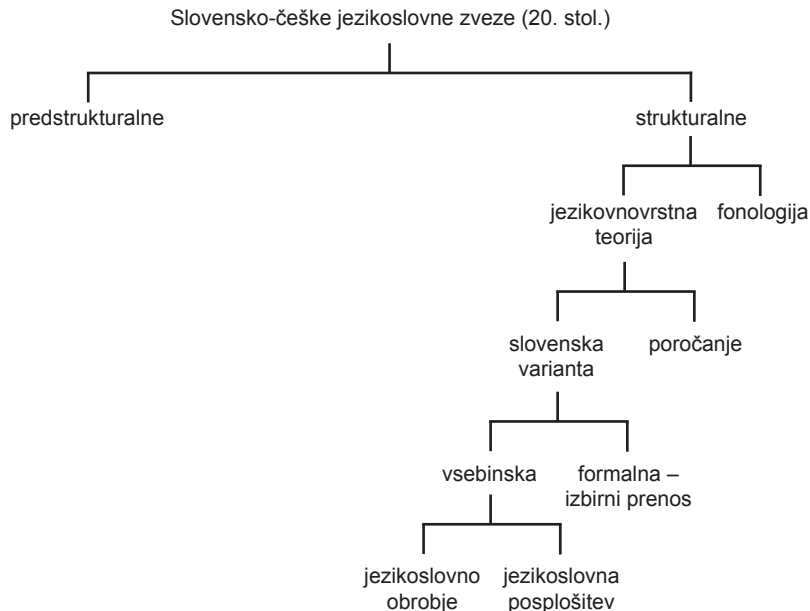 Slovensko-češke jezikoslovne zveze (20. stol.)
predstrukturalne
strukturalne
jezikovnovrstna
teorija
fonologija
slovenska
varianta
poročanje
vsebinska
formalna –
izbirni prenos
jezikoslovno
obrobje
jezikoslovna
posplošitev